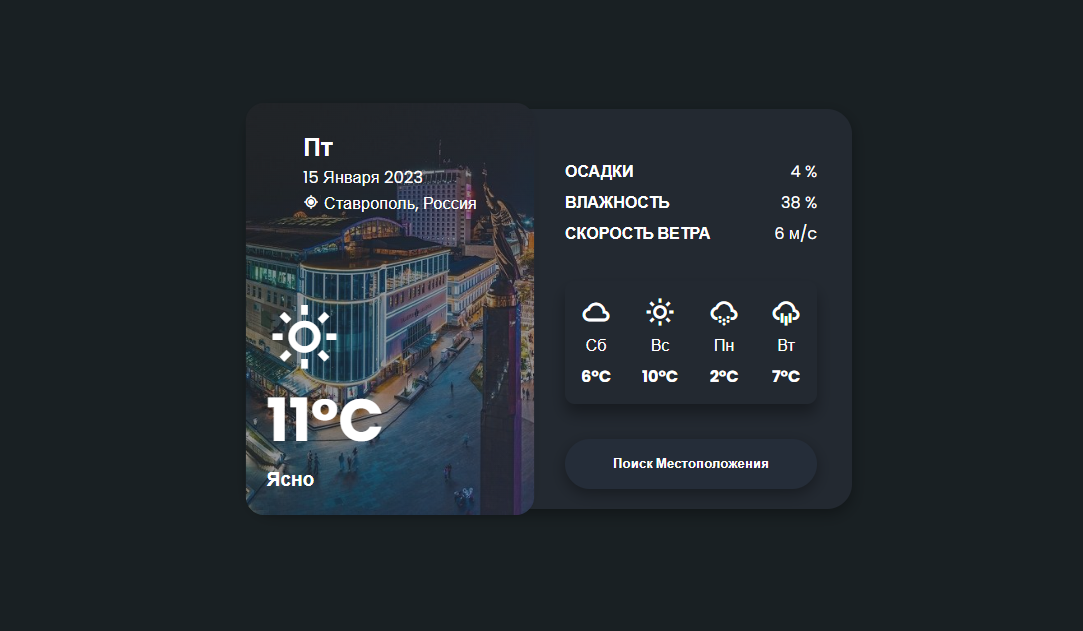 Пт
15 Января 2023
Ставрополь, Россия
11°C
Ясно
ОСАДКИ 4 %
ВЛАЖНОСТЬ 38 %
СКОРОСТЬ ВЕТРА 6 м/с
Сб Вс Пн Вт
6°C 10°C 2°C 7°C
Поиск Местоположения